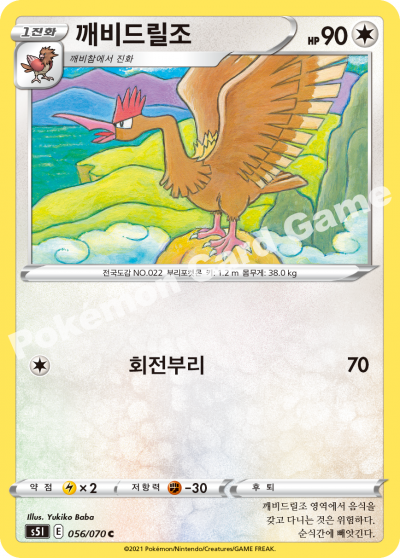 1진화
깨비드릴조
HP 90
깨비참에서 진화
전국도감 NO.022 부리포켓몬 키: 1.2 m 몸무게: 38.0 kg
Pokémon Card Game
회전부리 70
약점 ×2 저항력 -30 후퇴
Illus. Yukiko Baba
s5I E 056/070 C
깨비드릴조 영역에서 음식을
갖고 다니는 것은 위험하다.
순식간에 빼앗긴다.
©2021 Pokémon/Nintendo/Creatures/GAME FREAK.